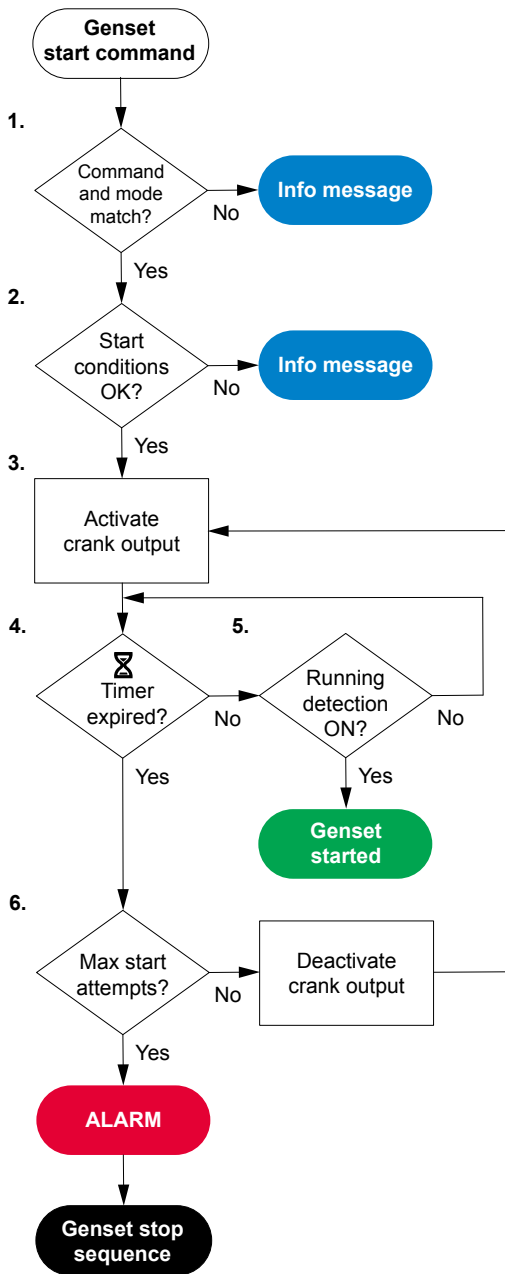 Genset
start command
1.
Command
and mode
match?
No
Info message
Yes
2.
Start
conditions
OK?
No
Info message
Yes
3.
Activate
crank output
4.
Timer
expired?
No
5.
Running
detection
ON?
No
Yes
Yes
Genset
started
6.
Max start
attempts?
No
Deactivate
crank output
Yes
ALARM
Genset stop
sequence